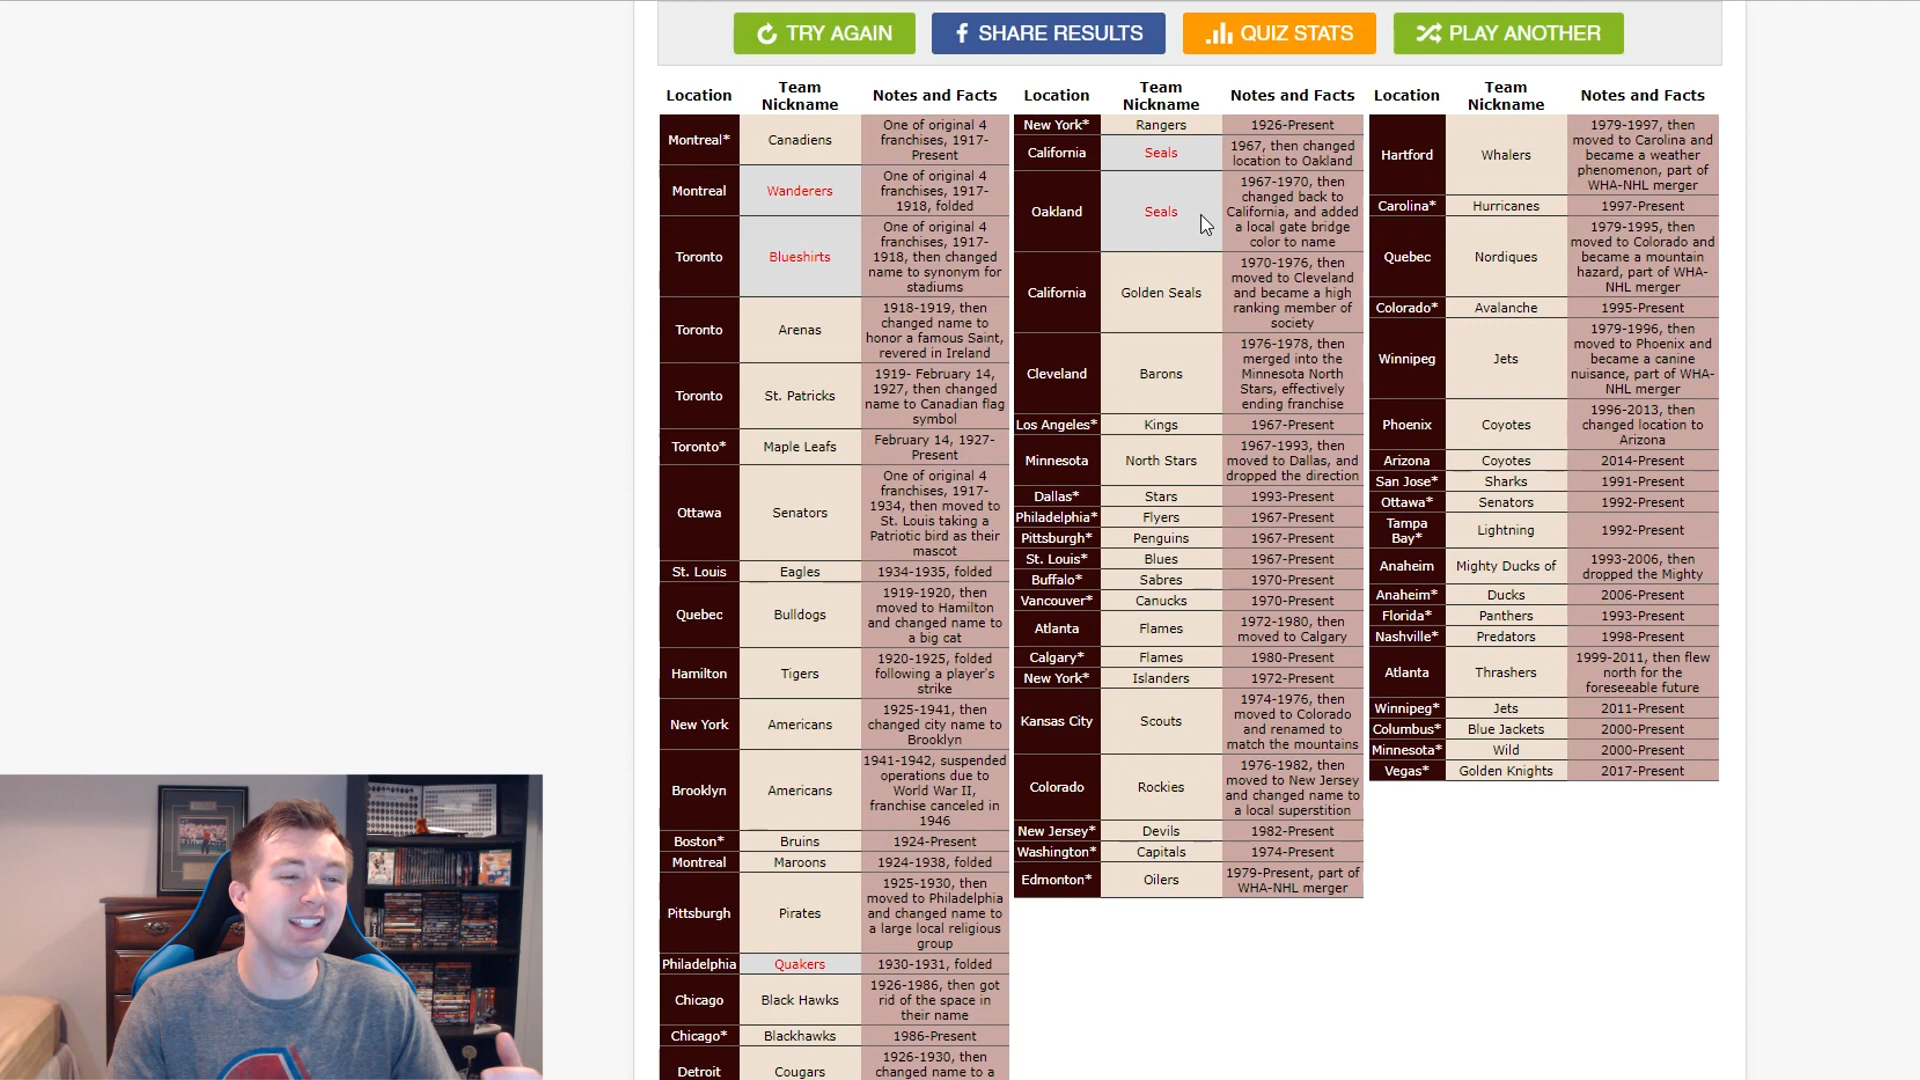 TRY AGAIN
SHARE RESULTS
QUIZ STATS
PLAY ANOTHER
Location
Team
Nickname
Notes and Facts
Montreal*
Canadiens
One of original 4
franchises, 1917-
Present
Montreal
Wanderers
One of original 4
franchises, 1917-
1918, folded
Toronto
Blueshirts
One of original 4
franchises, 1917-
1918, then changed
name to synonym for
stadiums
Toronto
Arenas
1918-1919, then
changed name to
honor a famous Saint,
revered in Ireland
Toronto
St. Patricks
1919- February 14,
1927, then changed
name to Canadian flag
symbol
Toronto*
Maple Leafs
February 14, 1927-
Present
Ottawa
Senators
One of original 4
franchises, 1917-
1934, then moved to
St. Louis taking a
Patriotic bird as their
mascot
St. Louis
Eagles
1934-1935, folded
Quebec
Bulldogs
1919-1920, then
moved to Hamilton
and changed name to
a big cat
Hamilton
Tigers
1920-1925, folded
following a player's
strike
New York
Americans
1925-1941, then
changed city name to
Brooklyn
Brooklyn
Americans
1941-1942, suspended
operations due to
World War II,
franchise canceled in
1946
Boston*
Bruins
1924-Present
Montreal
Maroons
1924-1938, folded
Pittsburgh
Pirates
1925-1930, then
moved to Philadelphia
and changed name to
a large local religious
group
Philadelphia
Quakers
1930-1931, folded
Chicago
Black Hawks
1926-1986, then got
rid of the space in
their name
Chicago*
Blackhawks
1986-Present
Detroit
Cougars
1926-1930, then
changed name to a
Location
Team
Nickname
Notes and Facts
New York*
Rangers
1926-Present
California
Seals
1967, then changed
location to Oakland
Oakland
Seals
1967-1970, then
changed back to
California, and added
a local gate bridge
color to name
California
Golden Seals
1970-1976, then
moved to Cleveland
and became a high
ranking member of
society
Cleveland
Barons
1976-1978, then
merged into the
Minnesota North
Stars, effectively
ending franchise
Los Angeles*
Kings
1967-Present
Minnesota
North Stars
1967-1993, then
moved to Dallas, and
dropped the direction
Dallas*
Stars
1993-Present
Philadelphia*
Flyers
1967-Present
Pittsburgh*
Penguins
1967-Present
St. Louis*
Blues
1967-Present
Buffalo*
Sabres
1970-Present
Vancouver*
Canucks
1970-Present
Atlanta
Flames
1972-1980, then
moved to Calgary
Calgary*
Flames
1980-Present
New York*
Islanders
1972-Present
Kansas City
Scouts
1974-1976, then
moved to Colorado
and renamed to
match the mountains
Colorado
Rockies
1976-1982, then
moved to New Jersey
and changed name to
a local superstition
New Jersey*
Devils
1982-Present
Washington*
Capitals
1974-Present
Edmonton*
Oilers
1979-Present, part of
WHA-NHL merger
Location
Team
Nickname
Notes and Facts
Hartford
Whalers
1979-1997, then
moved to Carolina and
became a weather
phenomenon, part of
WHA-NHL merger
Carolina*
Hurricanes
1997-Present
Quebec
Nordiques
1979-1995, then
moved to Colorado and
became a mountain
hazard, part of WHA-
NHL merger
Colorado*
Avalanche
1995-Present
Winnipeg
Jets
1979-1996, then
moved to Phoenix and
became a canine
nuisance, part of WHA-
NHL merger
Phoenix
Coyotes
1996-2013, then
changed location to
Arizona
Arizona
Coyotes
2014-Present
San Jose*
Sharks
1991-Present
Ottawa*
Senators
1992-Present
Tampa
Bay*
Lightning
1992-Present
Anaheim
Mighty Ducks of
1993-2006, then
dropped the Mighty
Anaheim*
Ducks
2006-Present
Florida*
Panthers
1993-Present
Nashville*
Predators
1998-Present
Atlanta
Thrashers
1999-2011, then flew
north for the
foreseeable future
Winnipeg*
Jets
2011-Present
Columbus*
Blue Jackets
2000-Present
Minnesota*
Wild
2000-Present
Vegas*
Golden Knights
2017-Present